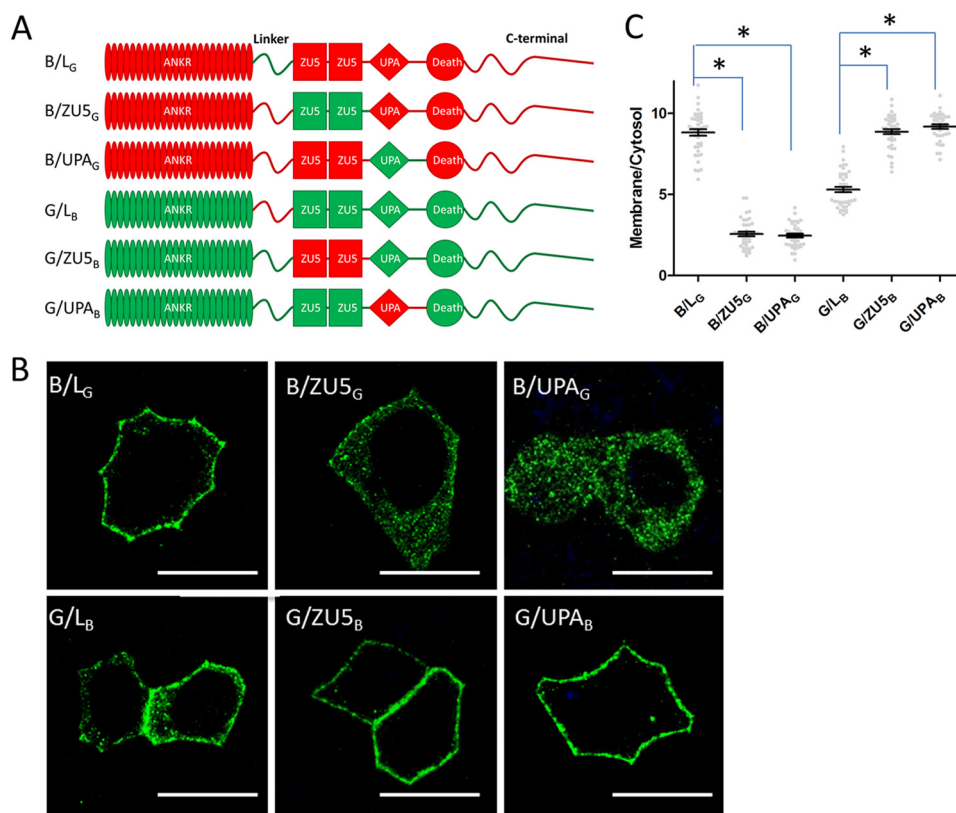 A
Linker
C-terminal
B/LG ANKR ZU5 ZU5 UPA Death
B/ZU5G ANKR ZU5 ZU5 UPA Death
B/UPAG ANKR ZU5 ZU5 UPA Death
G/LB ANKR ZU5 ZU5 UPA Death
G/ZU5B ANKR ZU5 ZU5 UPA Death
G/UPAB ANKR ZU5 ZU5 UPA Death
B
B/LG B/ZU5G B/UPAG
G/LB G/ZU5B G/UPAB
C
* *
* *
Membrane/Cytosol
10
5
0
B/LG B/ZU5G B/UPAG G/LB G/ZU5B G/UPAB